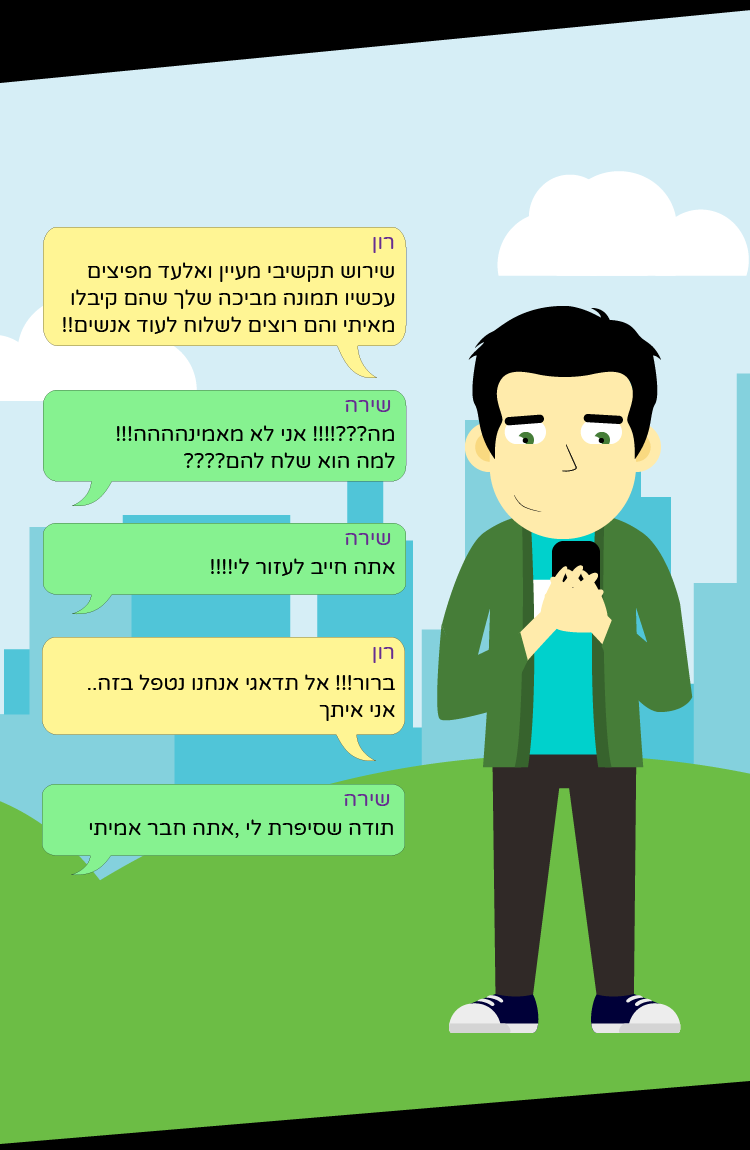 רון
שירוש תקשיבי מעיין ואלעד מפיצים
עכשיו תמונה מביכה שלך שהם קיבלו
מאיתי והם רוצים לשלוח לעוד אנשים!!
שירה
מה???!!!! אני לא מאמינההההה!!!
למה הוא שלח להם????
שירה
אתה חייב לעזור לי!!!!
רון
ברור!!! אל תדאגי אנחנו נטפל בזה..
אני איתך
שירה
תודה שסיפרת לי ,אתה חבר אמיתי